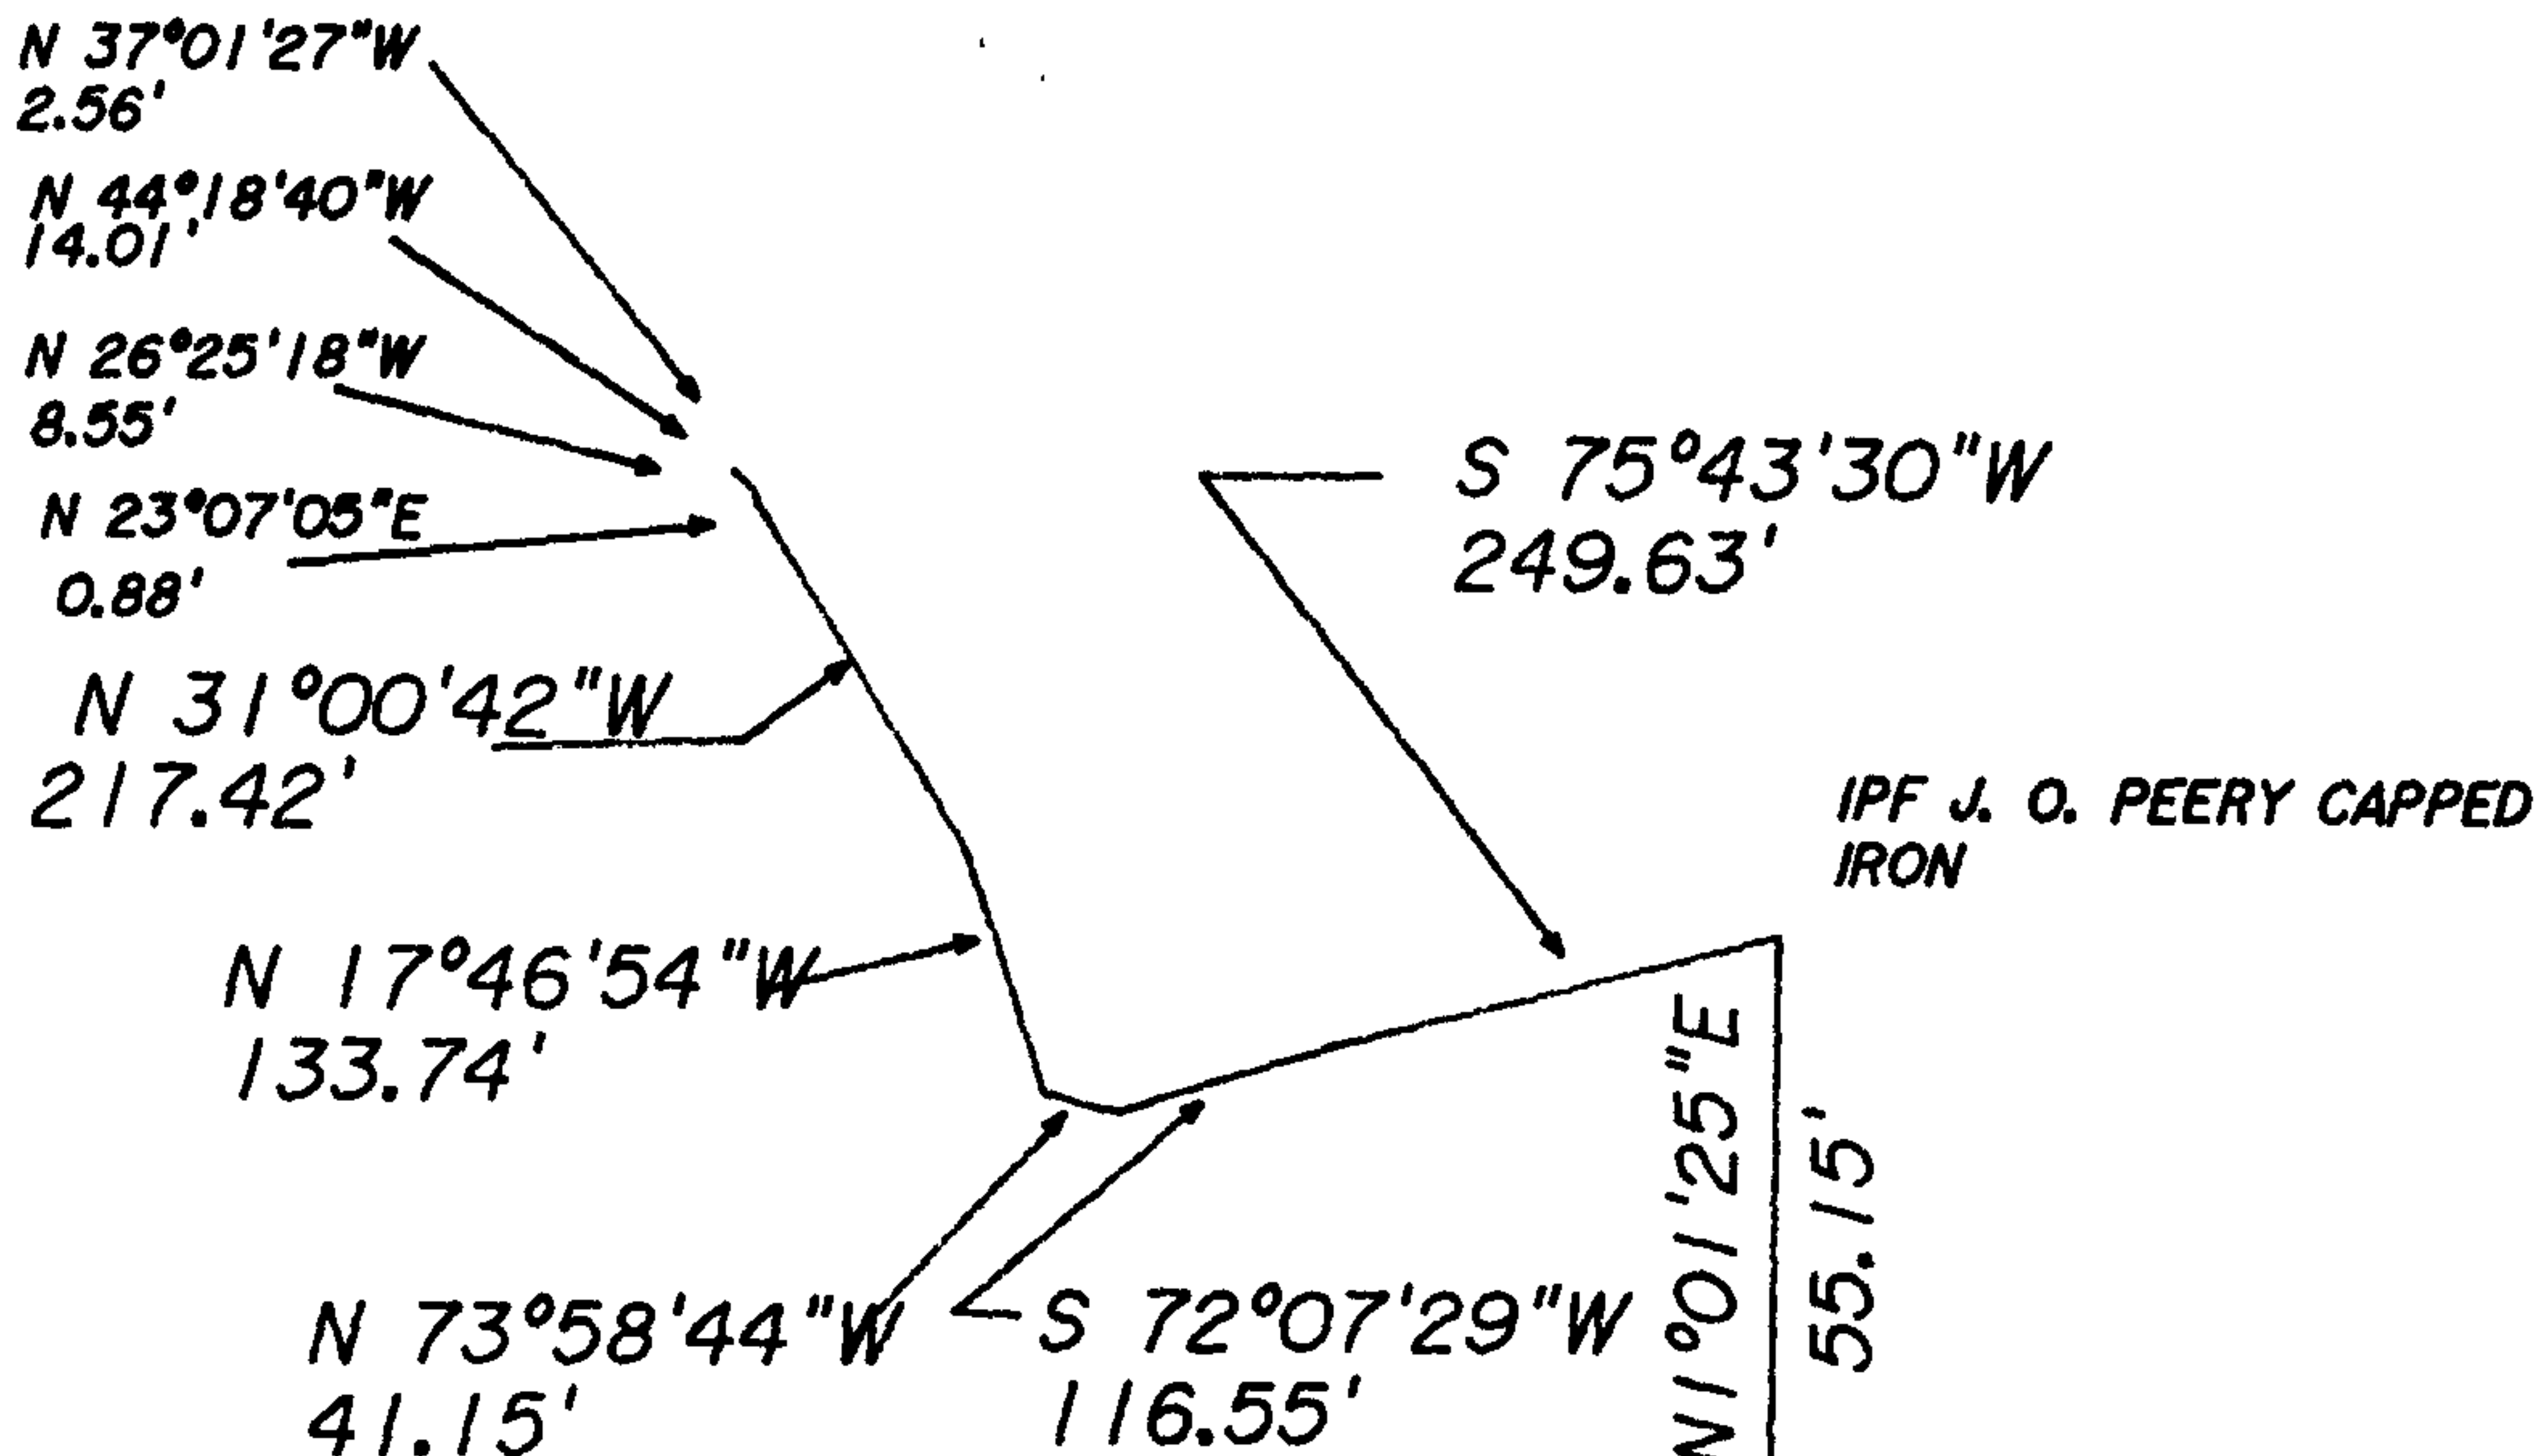 N 37°01'27"W
2.56'
N 44°18'40"W
14.01'
N 26°25'18"W
8.55'
N 23°07'05"E
0.88'
N 31°00'42"W
217.42'
S 75°43'30"W
249.63'
IPF J. O. PEERY CAPPED
IRON
N 17°46'54"W
133.74'
N 73°58'44"W
41.15'
S 72°07'29"W
116.55'
N1°01'25"E
55.15'